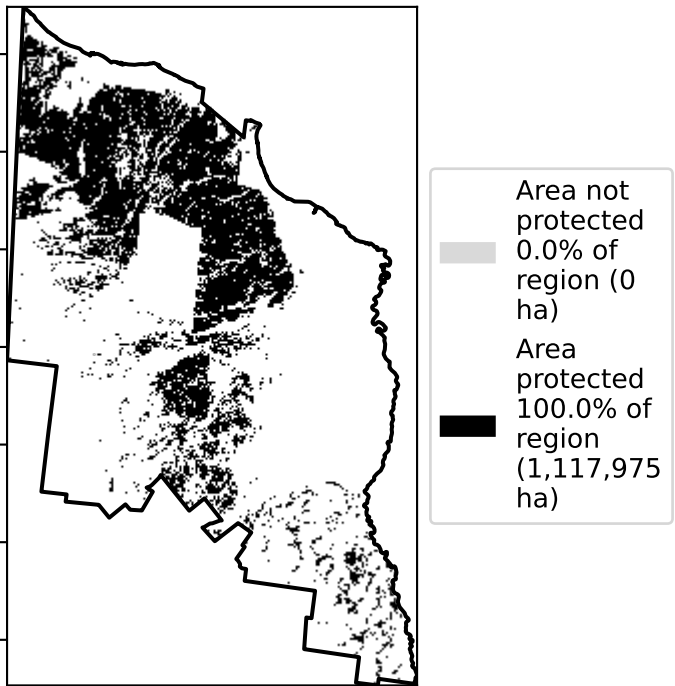 Area not
protected
0.0% of
region (0
ha)
Area
protected
100.0% of
region
(1,117,975
ha)